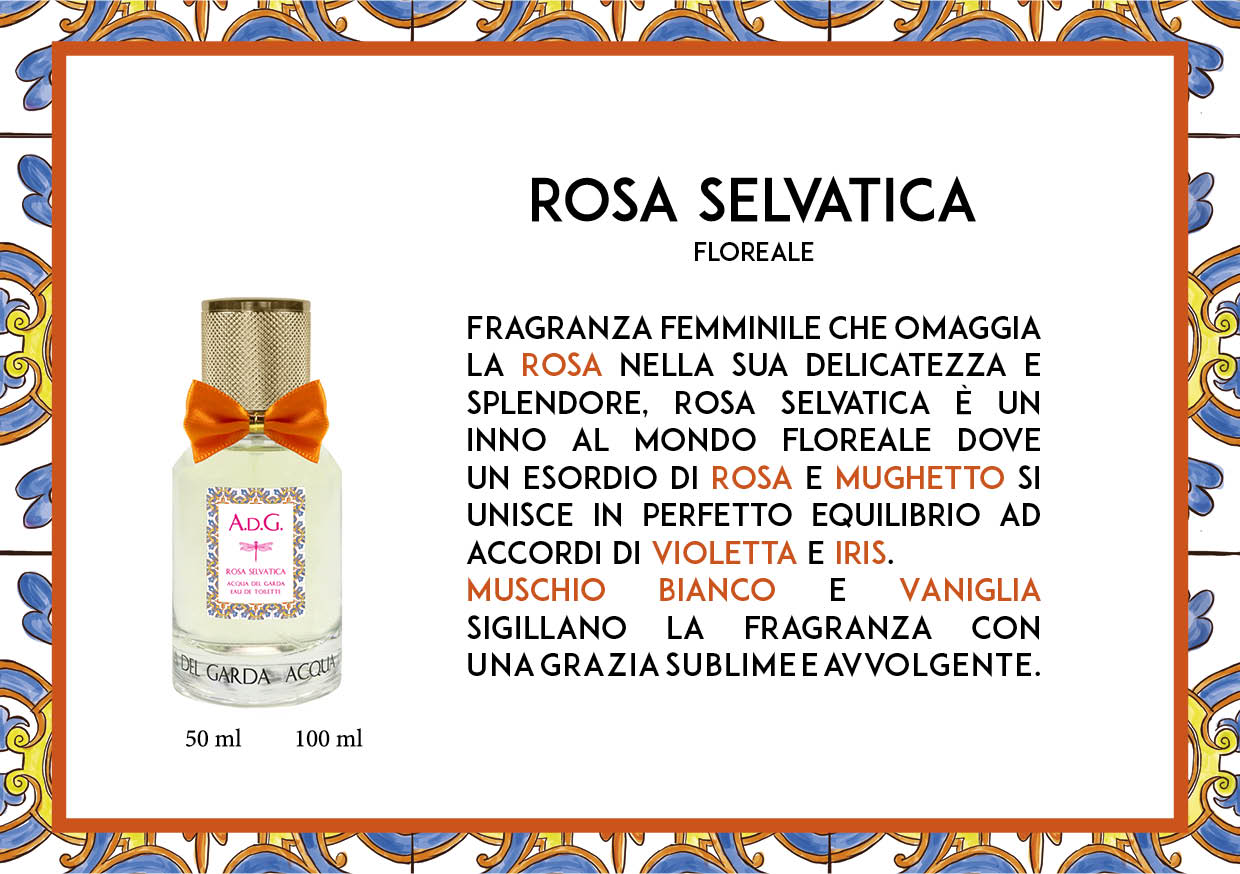 ROSA SELVATICA
FLOREALE
FRAGRANZA FEMMINILE CHE OMAGGIA
LA ROSA NELLA SUA DELICATEZZA E
SPLENDORE, ROSA SELVATICA È UN
INNO AL MONDO FLOREALE DOVE
UN ESORDIO DI ROSA E MUGHETTO SI
UNISCE IN PERFETTO EQUILIBRIO AD
ACCORDI DI VIOLETTA E IRIS.
MUSCHIO BIANCO E VANIGLIA
SIGILLANO LA FRAGRANZA CON
UNA GRAZIA SUBLIME E AVVOLGENTE.
A.D.G.
ROSA SELVATICA
ACQUA DEL GARDA
EAU DE TOILETTE
DEL GARDA ACQUA
50 ml 100 ml